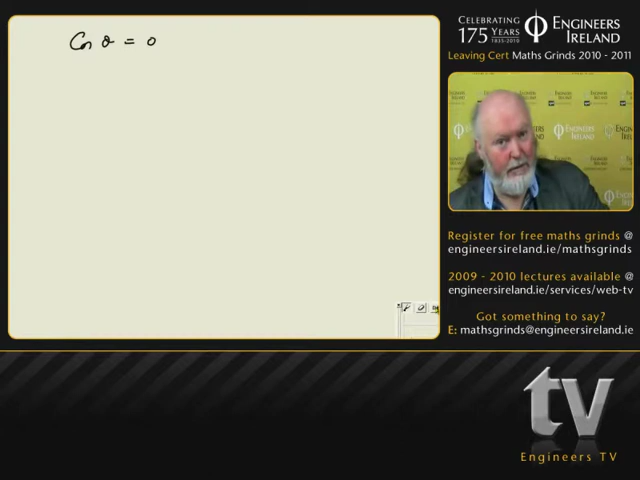 Cos θ = 0
CELEBRATING
175 YEARS
1835-2010
ENGINEERS
IRELAND
Leaving Cert Maths Grinds 2010 - 2011
ENGINEERS
IRELAND
Register for free maths grinds @
engineersireland.ie/mathsgrinds
2009 - 2010 lectures available @
engineersireland.ie/services/web-tv
Got something to say?
E: mathsgrinds@engineersireland.ie
tv
Engineers TV